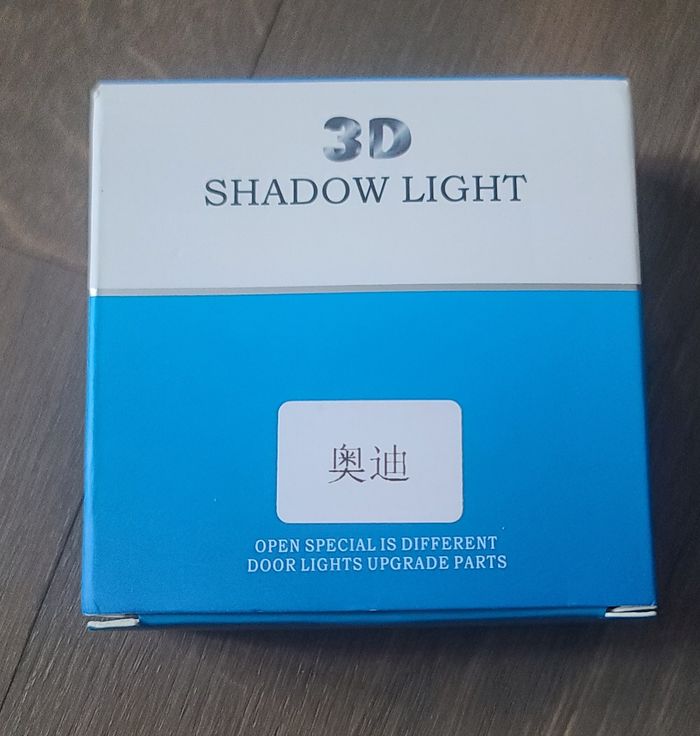 3D
SHADOW LIGHT
奥迪
OPEN SPECIAL IS DIFFERENT
DOOR LIGHTS UPGRADE PARTS